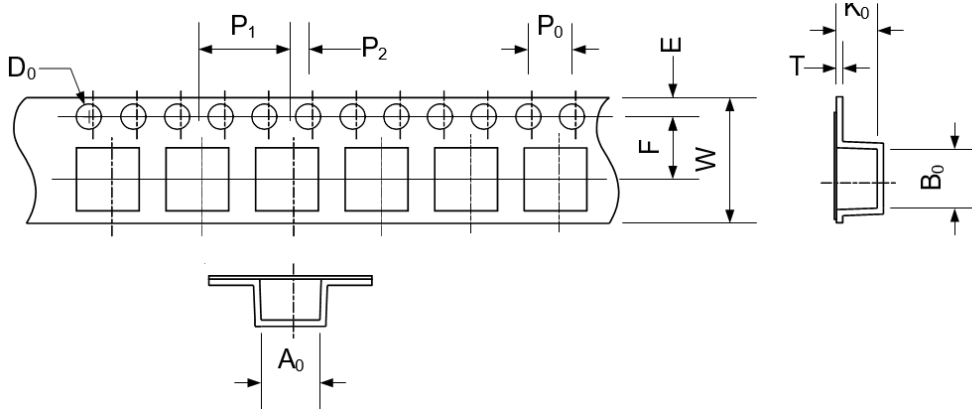 P₁
P₂
P₀
E
K₀
D₀
T
F
W
B₀
A₀